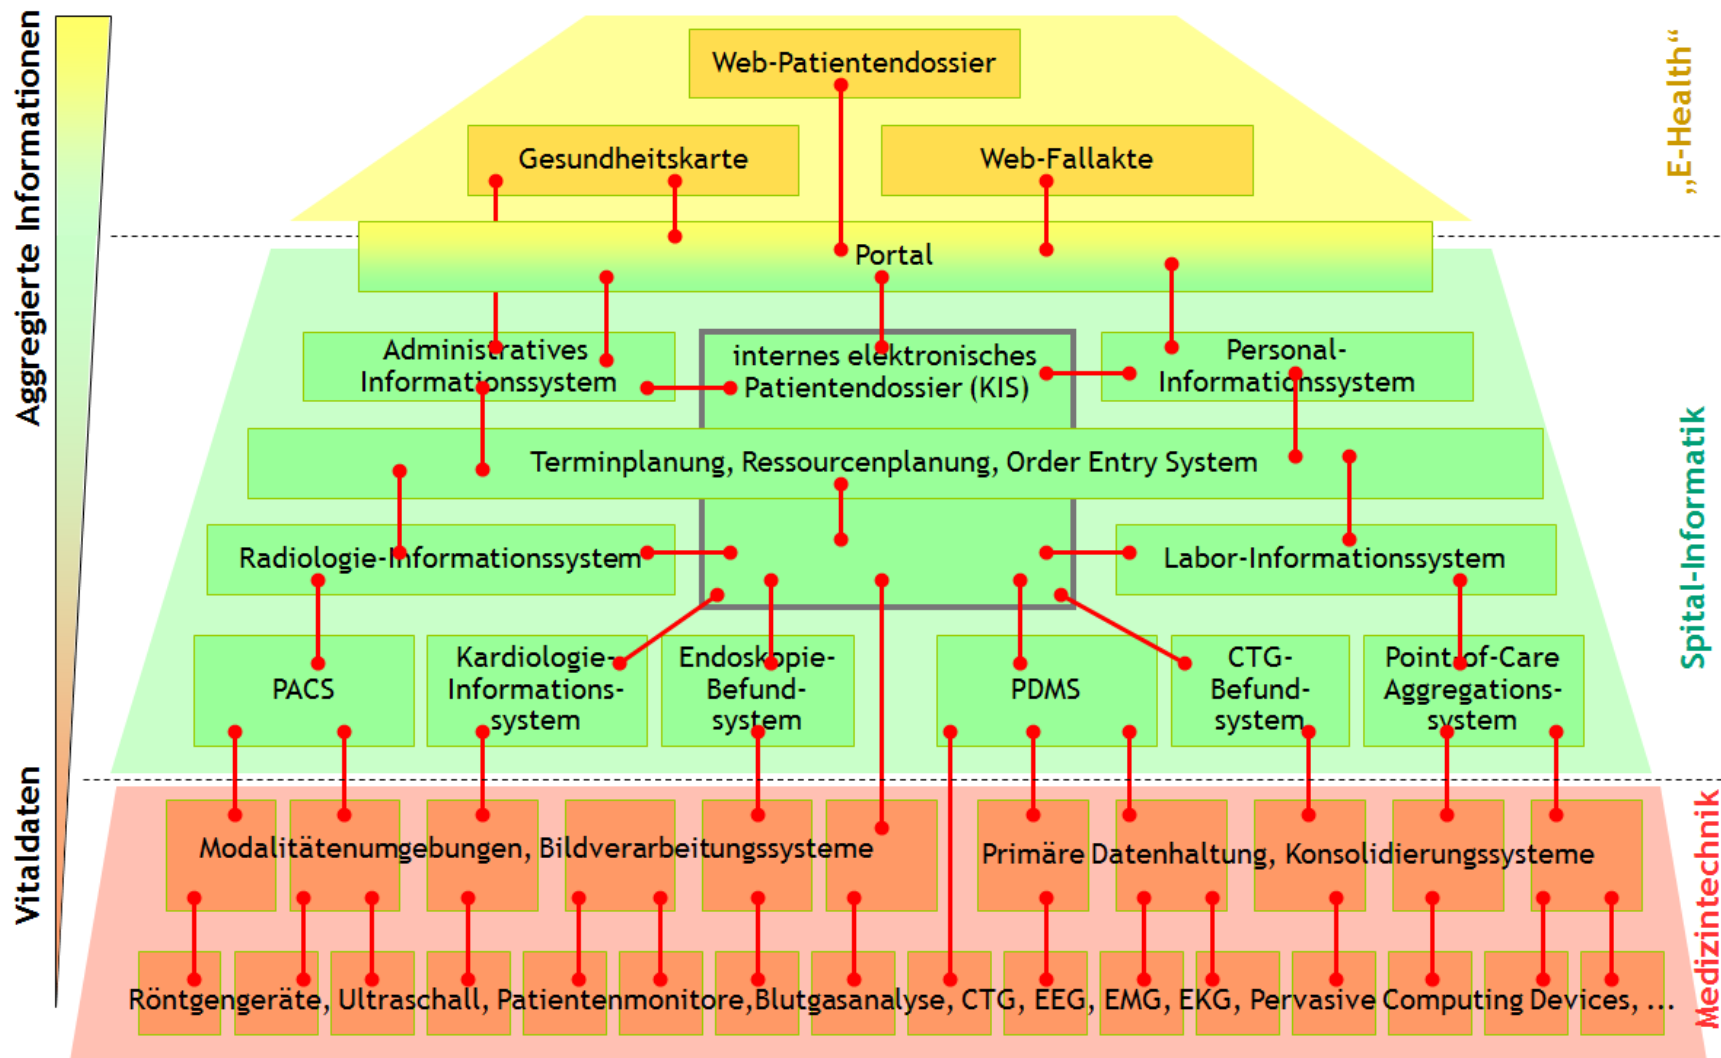 Aggregierte Informationen
Vitaldaten
„E-Health“
Spital-Informatik
Medizintechnik
Web-Patientendossier
Gesundheitskarte
Web-Fallakte
Portal
Administratives
Informationssystem
internes elektronisches
Patientendossier (KIS)
Personal-
Informationssystem
Terminplanung, Ressourcenplanung, Order Entry System
Radiologie-Informationssystem
Labor-Informationssystem
PACS
Kardiologie-
Informations-
system
Endoskopie-
Befund-
system
PDMS
CTG-
Befund-
system
Point-of-Care
Aggregations-
system
Modalitätenumgebungen, Bildverarbeitungssysteme
Primäre Datenhaltung, Konsolidierungssysteme
Röntgengeräte, Ultraschall, Patientenmonitore,Blutgasanalyse, CTG, EEG, EMG, EKG, Pervasive Computing Devices, ...